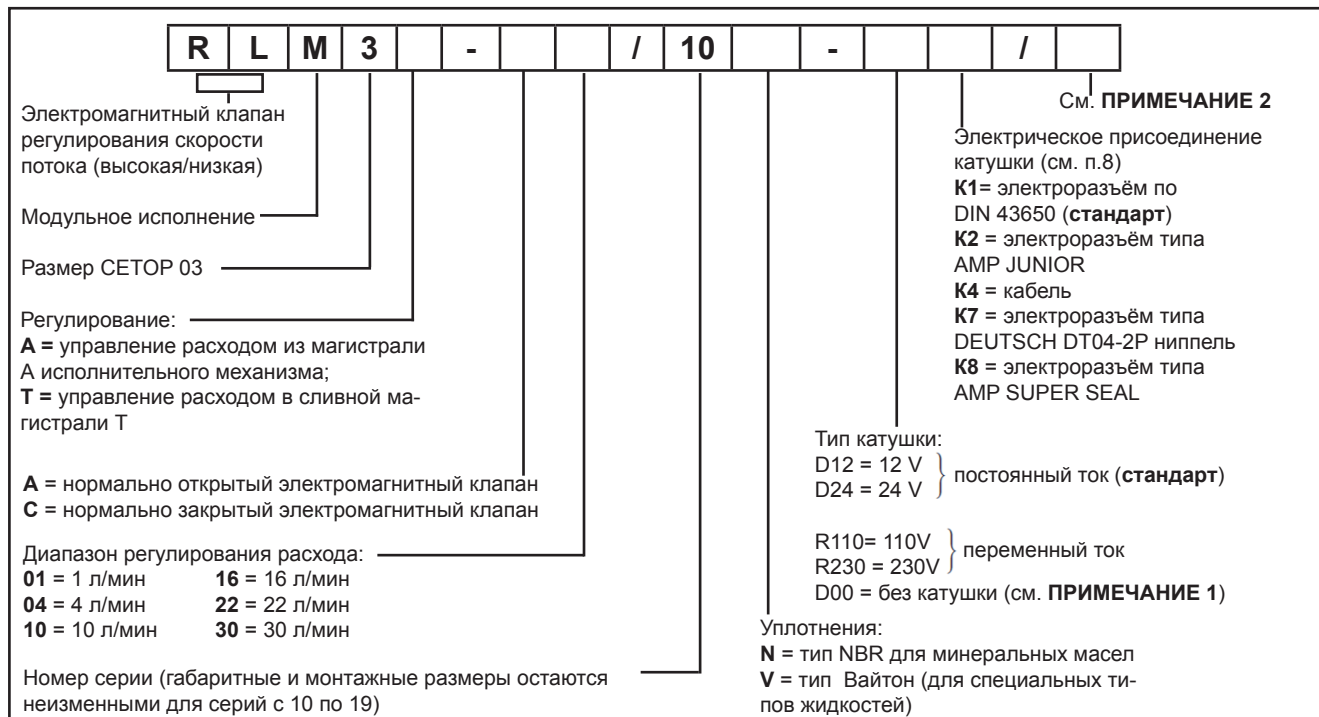 R L M 3 - / 10 - /
См. ПРИМЕЧАНИЕ 2
Электромагнитный клапан
регулирования скорости
потока (высокая/низкая)
Модульное исполнение
Размер CETOP 03
Регулирование:
A = управление расходом из магистрали
А исполнительного механизма;
T = управление расходом в сливной ма-
гистрали Т
A = нормально открытый электромагнитный клапан
C = нормально закрытый электромагнитный клапан
Диапазон регулирования расхода:
01 = 1 л/мин 16 = 16 л/мин
04 = 4 л/мин 22 = 22 л/мин
10 = 10 л/мин 30 = 30 л/мин
Номер серии (габаритные и монтажные размеры остаются
неизменными для серий с 10 по 19)
Электрическое присоединение
катушки (см. п.8)
К1= электроразъём по
DIN 43650 (стандарт)
К2 = электроразъём типа
AMP JUNIOR
К4 = кабель
К7 = электроразъём типа
DEUTSCH DT04-2P ниппель
К8 = электроразъём типа
AMP SUPER SEAL
Тип катушки:
D12 = 12 V
D24 = 24 V
постоянный ток (стандарт)
R110= 110V
R230 = 230V
переменный ток
D00 = без катушки (см. ПРИМЕЧАНИЕ 1)
Уплотнения:
N = тип NBR для минеральных масел
V = тип Вайтон (для специальных ти-
пов жидкостей)